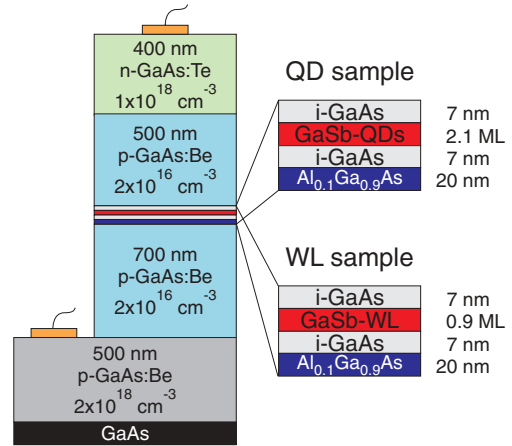 400 nm
n-GaAs:Te
1x10^18 cm^-3
500 nm
p-GaAs:Be
2x10^16 cm^-3
700 nm
p-GaAs:Be
2x10^16 cm^-3
500 nm
p-GaAs:Be
2x10^18 cm^-3
GaAs
QD sample
i-GaAs 7 nm
GaSb-QDs 2.1 ML
i-GaAs 7 nm
Al0.1Ga0.9As 20 nm
WL sample
i-GaAs 7 nm
GaSb-WL 0.9 ML
i-GaAs 7 nm
Al0.1Ga0.9As 20 nm